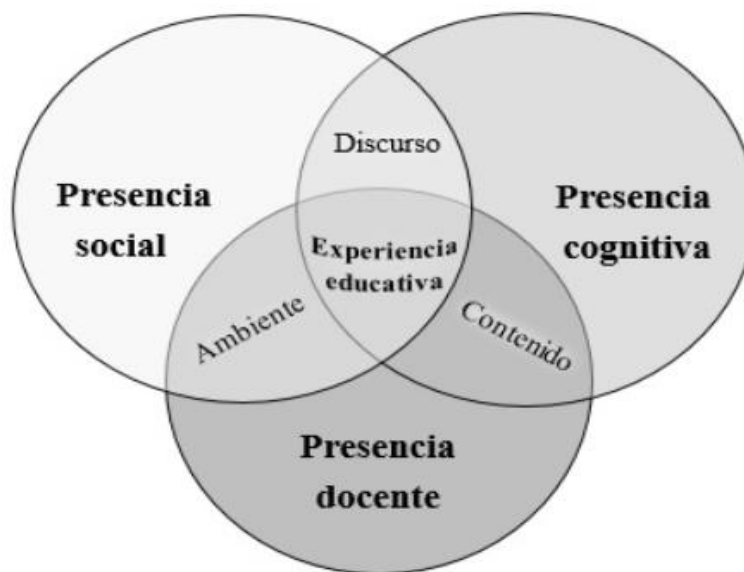 Discurso
Presencia
social
Presencia
cognitiva
Experiencia
educativa
Ambiente
Contenido
Presencia
docente